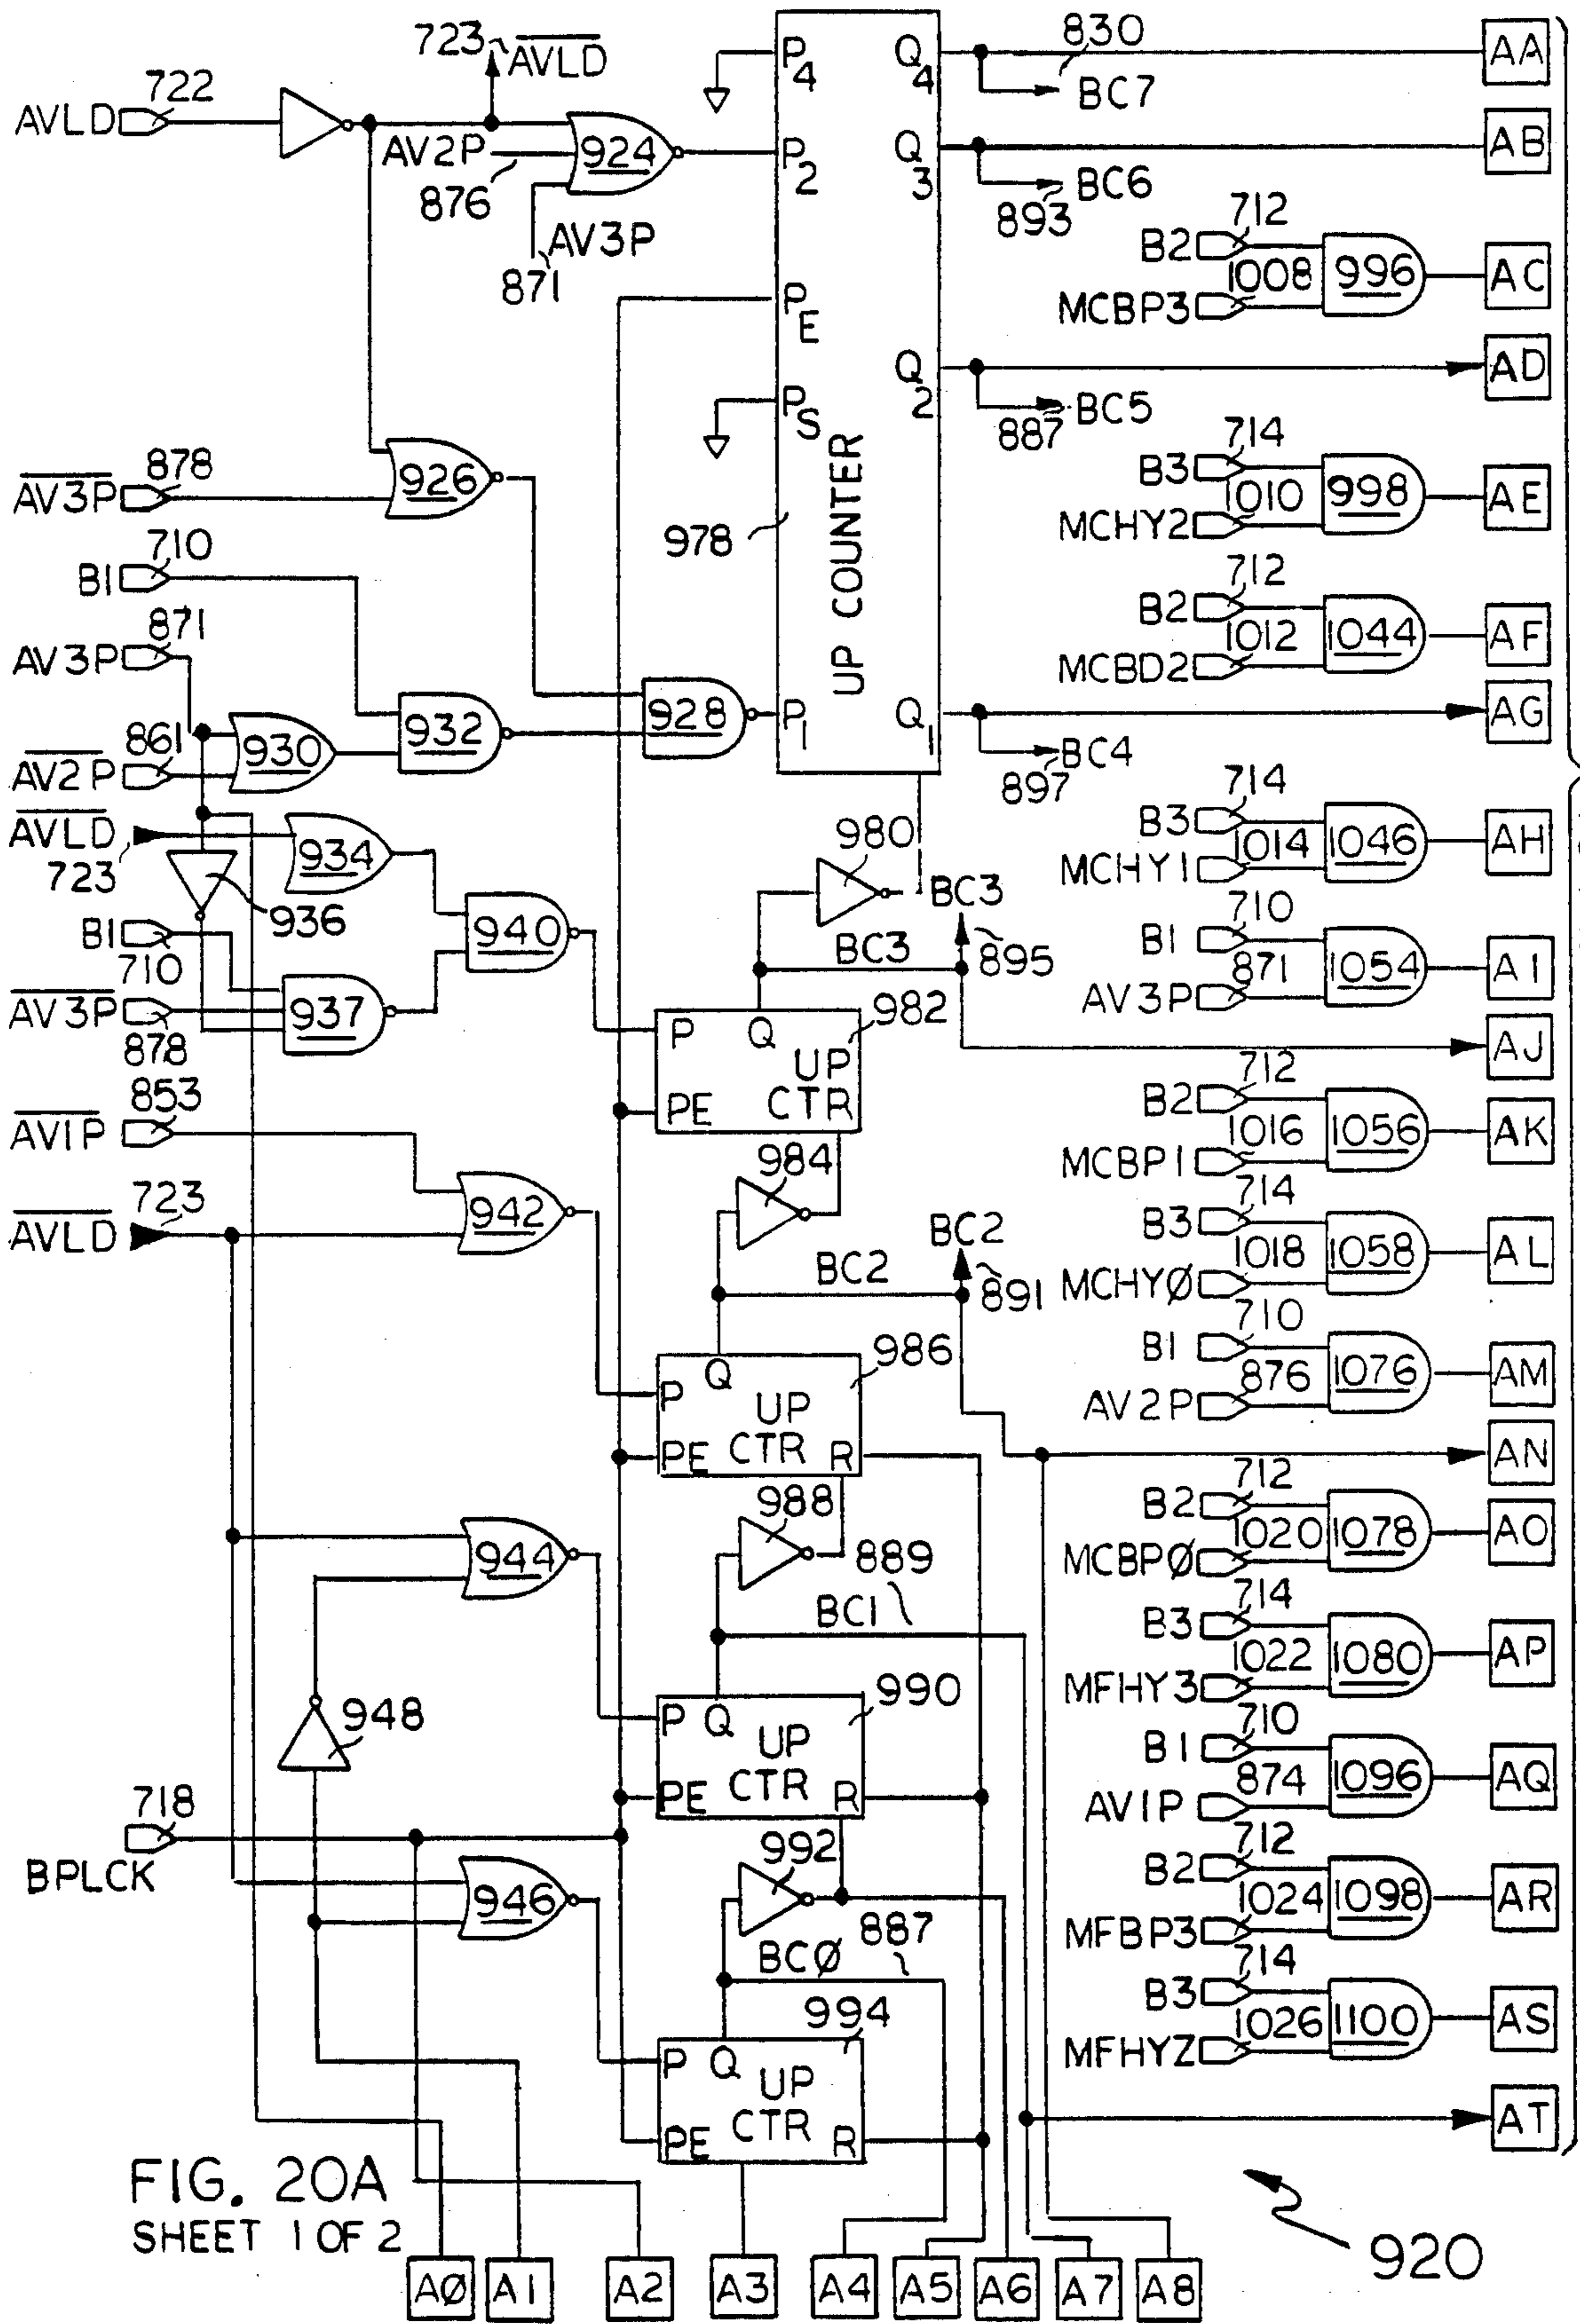 723 AVLD
722
AVLD
AV2P
876
924
AV3P
871
P4
P2
PE
PS
P1
Q4
Q3
Q2
Q1
UP COUNTER
978
830
BC7
AA
BC6
893
AB
B2 712
1008
MCBP3
996
AC
BC5
887
AD
AV3P 878
926
B3 714
1010
MCHY2
998
AE
B1 710
B2 712
1012
MCBD2
1044
AF
AV3P 871
AV2P 861
930
932
928
BC4
897
AG
AVLD
723
934
936
B1
710
AV3P
878
937
940
980
BC3
BC3
895
B3 714
1014
MCHY1
1046
AH
B1 710
871
AV3P
1054
AI
982
P Q
UP
PE CTR
AJ
AV1P 853
984
B2 712
1016
MCBP1
1056
AK
AVLD 723
942
BC2
BC2
891
B3 714
1018
MCHYØ
1058
AL
986
P Q
UP
CTR
PE R
B1 710
876
AV2P
1076
AM
AN
944
988
889
BC1
B2 712
1020
MCBPØ
1078
AO
B3 714
1022
MFHY3
1080
AP
948
990
P Q
UP
CTR
PE R
B1 710
874
AV1P
1096
AQ
718
BPLCK
946
992
887
BCØ
B2 712
1024
MFBP3
1098
AR
994
P Q
UP
CTR
PE R
B3 714
1026
MFHYZ
1100
AS
AT
FIG. 20A
SHEET 1 OF 2
920
AØ A1 A2 A3 A4 A5 A6 A7 A8